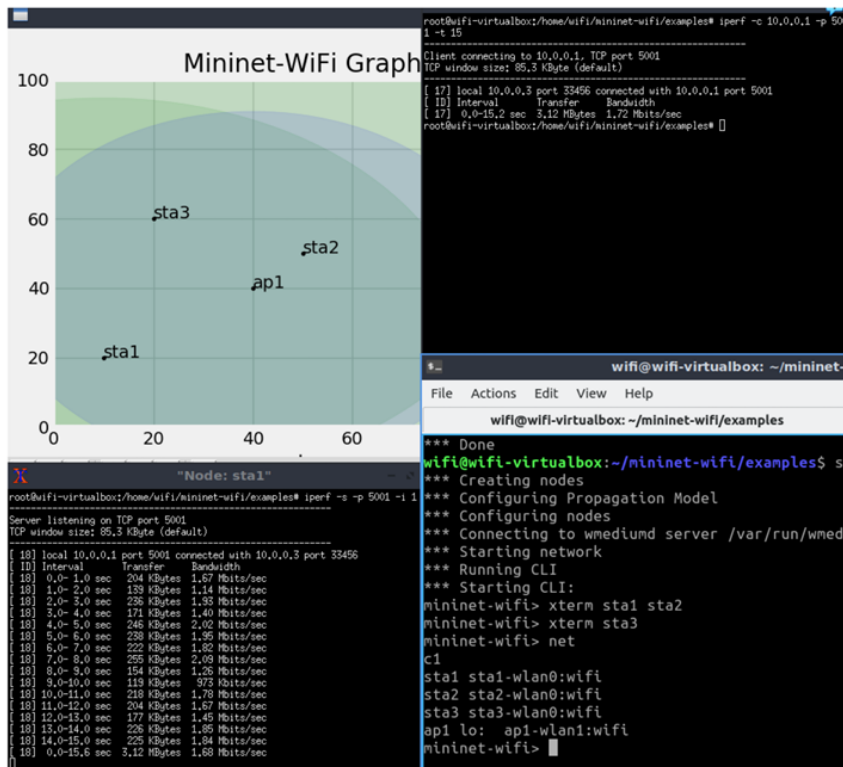 Mininet-WiFi Graph
100
80
60
40
20
0
0
20
40
60
sta3
sta2
ap1
sta1
root@wifi-virtualbox:/home/wifi/mininet-wifi/examples# iperf -c 10.0.0.1 -p 500
1 -t 15
Client connecting to 10.0.0.1, TCP port 5001
TCP window size: 85.3 KByte (default)
[ 17] local 10.0.0.3 port 33456 connected with 10.0.0.1 port 5001
[ ID] Interval Transfer Bandwidth
[ 17] 0.0-15.2 sec 3.12 MBytes 1.72 Mbits/sec
root@wifi-virtualbox:/home/wifi/mininet-wifi/examples#
"Node: sta1"
root@wifi-virtualbox:/home/wifi/mininet-wifi/examples# iperf -s -p 5001 -i 1
Server listening on TCP port 5001
TCP window size: 85.3 KByte (default)
[ 18] local 10.0.0.1 port 5001 connected with 10.0.0.3 port 33456
[ ID] Interval Transfer Bandwidth
[ 18] 0.0- 1.0 sec 204 KBytes 1.67 Mbits/sec
[ 18] 1.0- 2.0 sec 139 KBytes 1.14 Mbits/sec
[ 18] 2.0- 3.0 sec 236 KBytes 1.93 Mbits/sec
[ 18] 3.0- 4.0 sec 171 KBytes 1.40 Mbits/sec
[ 18] 4.0- 5.0 sec 246 KBytes 2.02 Mbits/sec
[ 18] 5.0- 6.0 sec 238 KBytes 1.95 Mbits/sec
[ 18] 6.0- 7.0 sec 222 KBytes 1.82 Mbits/sec
[ 18] 7.0- 8.0 sec 255 KBytes 2.09 Mbits/sec
[ 18] 8.0- 9.0 sec 154 KBytes 1.26 Mbits/sec
[ 18] 9.0-10.0 sec 119 KBytes 973 Kbits/sec
[ 18] 10.0-11.0 sec 218 KBytes 1.78 Mbits/sec
[ 18] 11.0-12.0 sec 204 KBytes 1.67 Mbits/sec
[ 18] 12.0-13.0 sec 177 KBytes 1.45 Mbits/sec
[ 18] 13.0-14.0 sec 226 KBytes 1.85 Mbits/sec
[ 18] 14.0-15.0 sec 225 KBytes 1.84 Mbits/sec
[ 18] 0.0-15.6 sec 3.12 MBytes 1.68 Mbits/sec
wifi@wifi-virtualbox: ~/mininet-
File Actions Edit View Help
wifi@wifi-virtualbox: ~/mininet-wifi/examples
*** Done
wifi@wifi-virtualbox:~/mininet-wifi/examples$ s
*** Creating nodes
*** Configuring Propagation Model
*** Configuring nodes
*** Connecting to wmediumd server /var/run/wmed
*** Starting network
*** Running CLI
*** Starting CLI:
mininet-wifi> xterm sta1 sta2
mininet-wifi> xterm sta3
mininet-wifi> net
c1
sta1 sta1-wlan0:wifi
sta2 sta2-wlan0:wifi
sta3 sta3-wlan0:wifi
ap1 lo: ap1-wlan1:wifi
mininet-wifi>